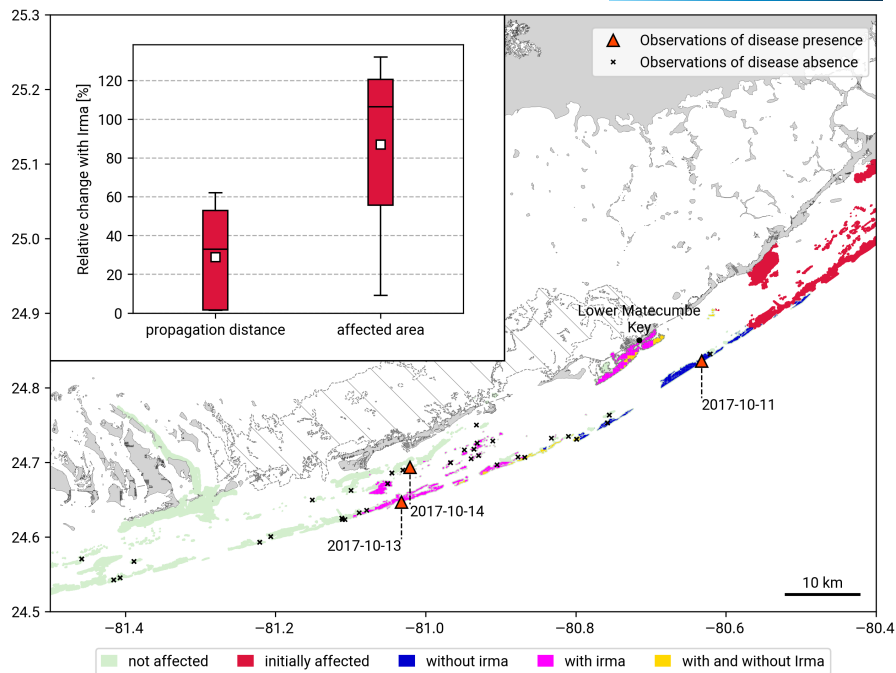 25.3
25.2
25.1
25.0
24.9
24.8
24.7
24.6
24.5
Relative change with Irma [%]
120
100
80
60
40
20
0
propagation distance affected area
Observations of disease presence
Observations of disease absence
Lower Matecumbe
Key
2017-10-11
2017-10-14
2017-10-13
10 km
−81.4 −81.2 −81.0 −80.8 −80.6 −80.4
not affected initially affected without irma with irma with and without Irma